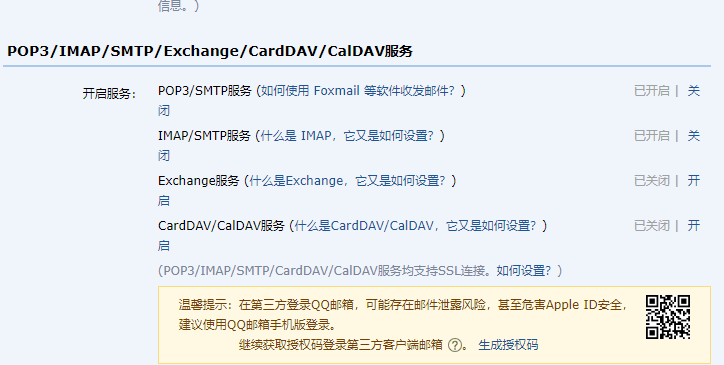 信息。)
POP3/IMAP/SMTP/Exchange/CardDAV/CalDAV服务
开启服务： POP3/SMTP服务 (如何使用 Foxmail 等软件收发邮件？) 已开启 | 关
闭
IMAP/SMTP服务 (什么是 IMAP，它又是如何设置？) 已开启 | 关
闭
Exchange服务 (什么是Exchange，它又是如何设置？) 已关闭 | 开
启
CardDAV/CalDAV服务 (什么是CardDAV/CalDAV，它又是如何设置？) 已关闭 | 开
启
(POP3/IMAP/SMTP/CardDAV/CalDAV服务均支持SSL连接。如何设置？)
温馨提示：在第三方登录QQ邮箱，可能存在邮件泄露风险，甚至危害Apple ID安全，
建议使用QQ邮箱手机版登录。
继续获取授权码登录第三方客户端邮箱 ?。 生成授权码